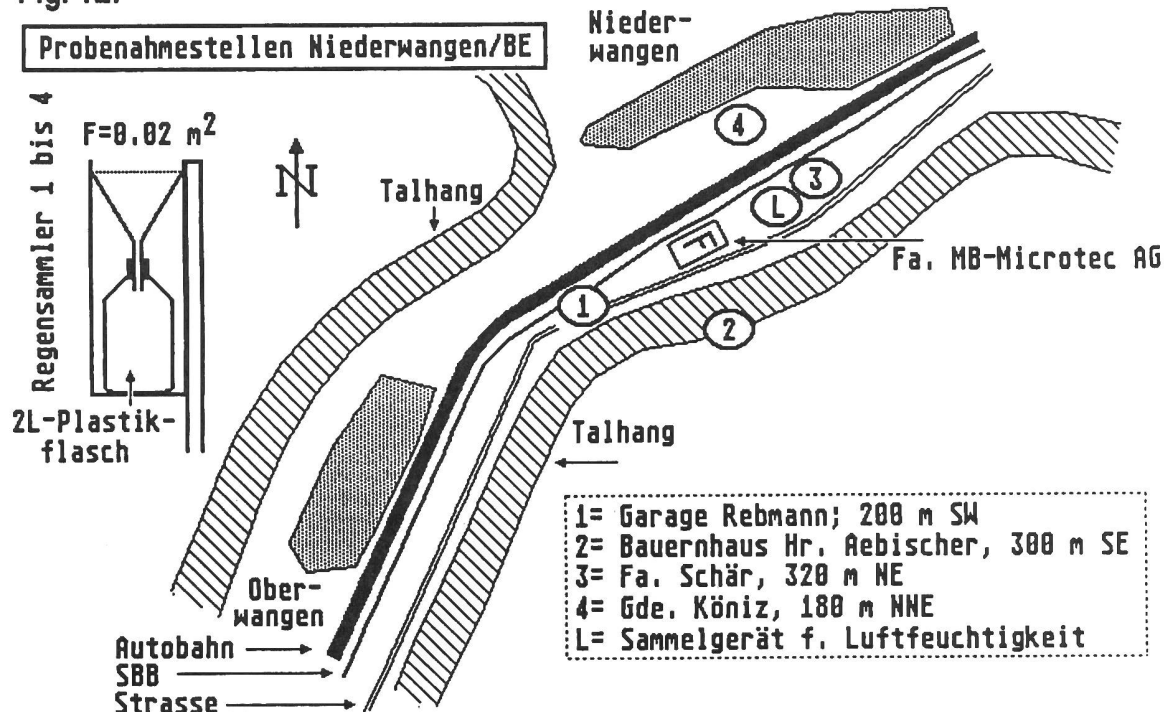 Probenahmestellen Niederwangen/BE
Regensammler 1 bis 4
F=0.02 m²
2L-Plastik-
flasch
N
Talhang
Nieder-
wangen
4
3
L
F
Fa. MB-Microtec AG
1
2
Talhang
Ober-
wangen
Autobahn
SBB
Strasse
1= Garage Rebmann; 200 m SW
2= Bauernhaus Hr. Aebischer, 300 m SE
3= Fa. Schär, 320 m NE
4= Gde. Köniz, 180 m NNE
L= Sammelgerät f. Luftfeuchtigkeit